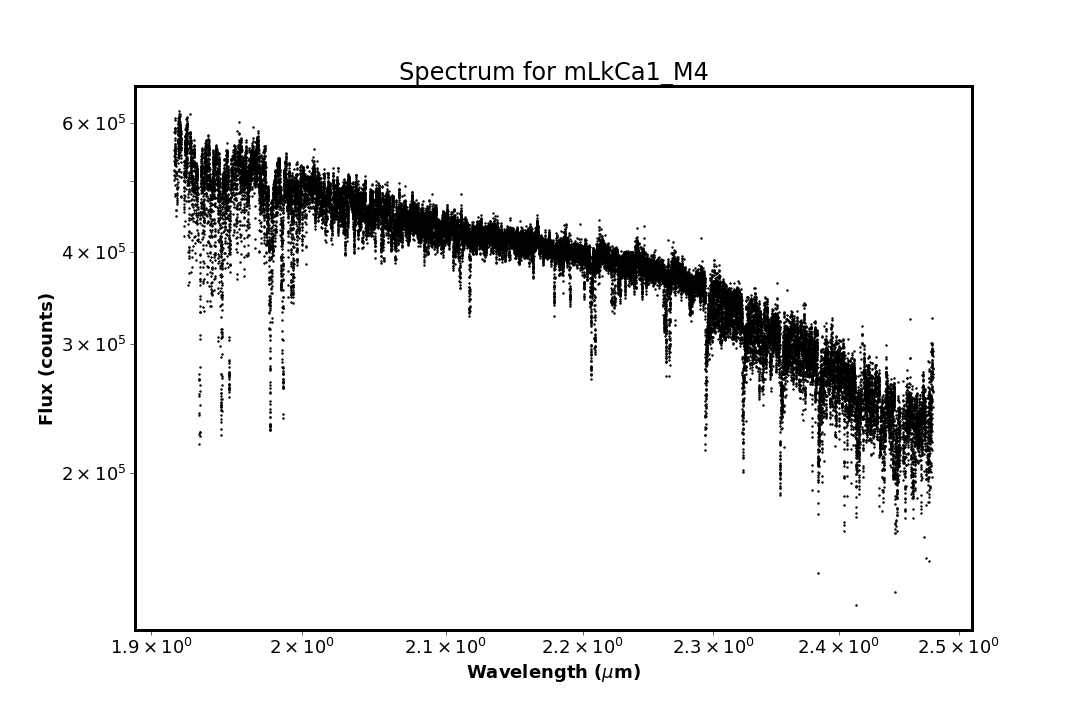 Spectrum for mLkCa1_M4
6 × 10⁵
4 × 10⁵
3 × 10⁵
2 × 10⁵
Flux (counts)
1.9 × 10⁰ 2 × 10⁰ 2.1 × 10⁰ 2.2 × 10⁰ 2.3 × 10⁰ 2.4 × 10⁰ 2.5 × 10⁰
Wavelength (μm)